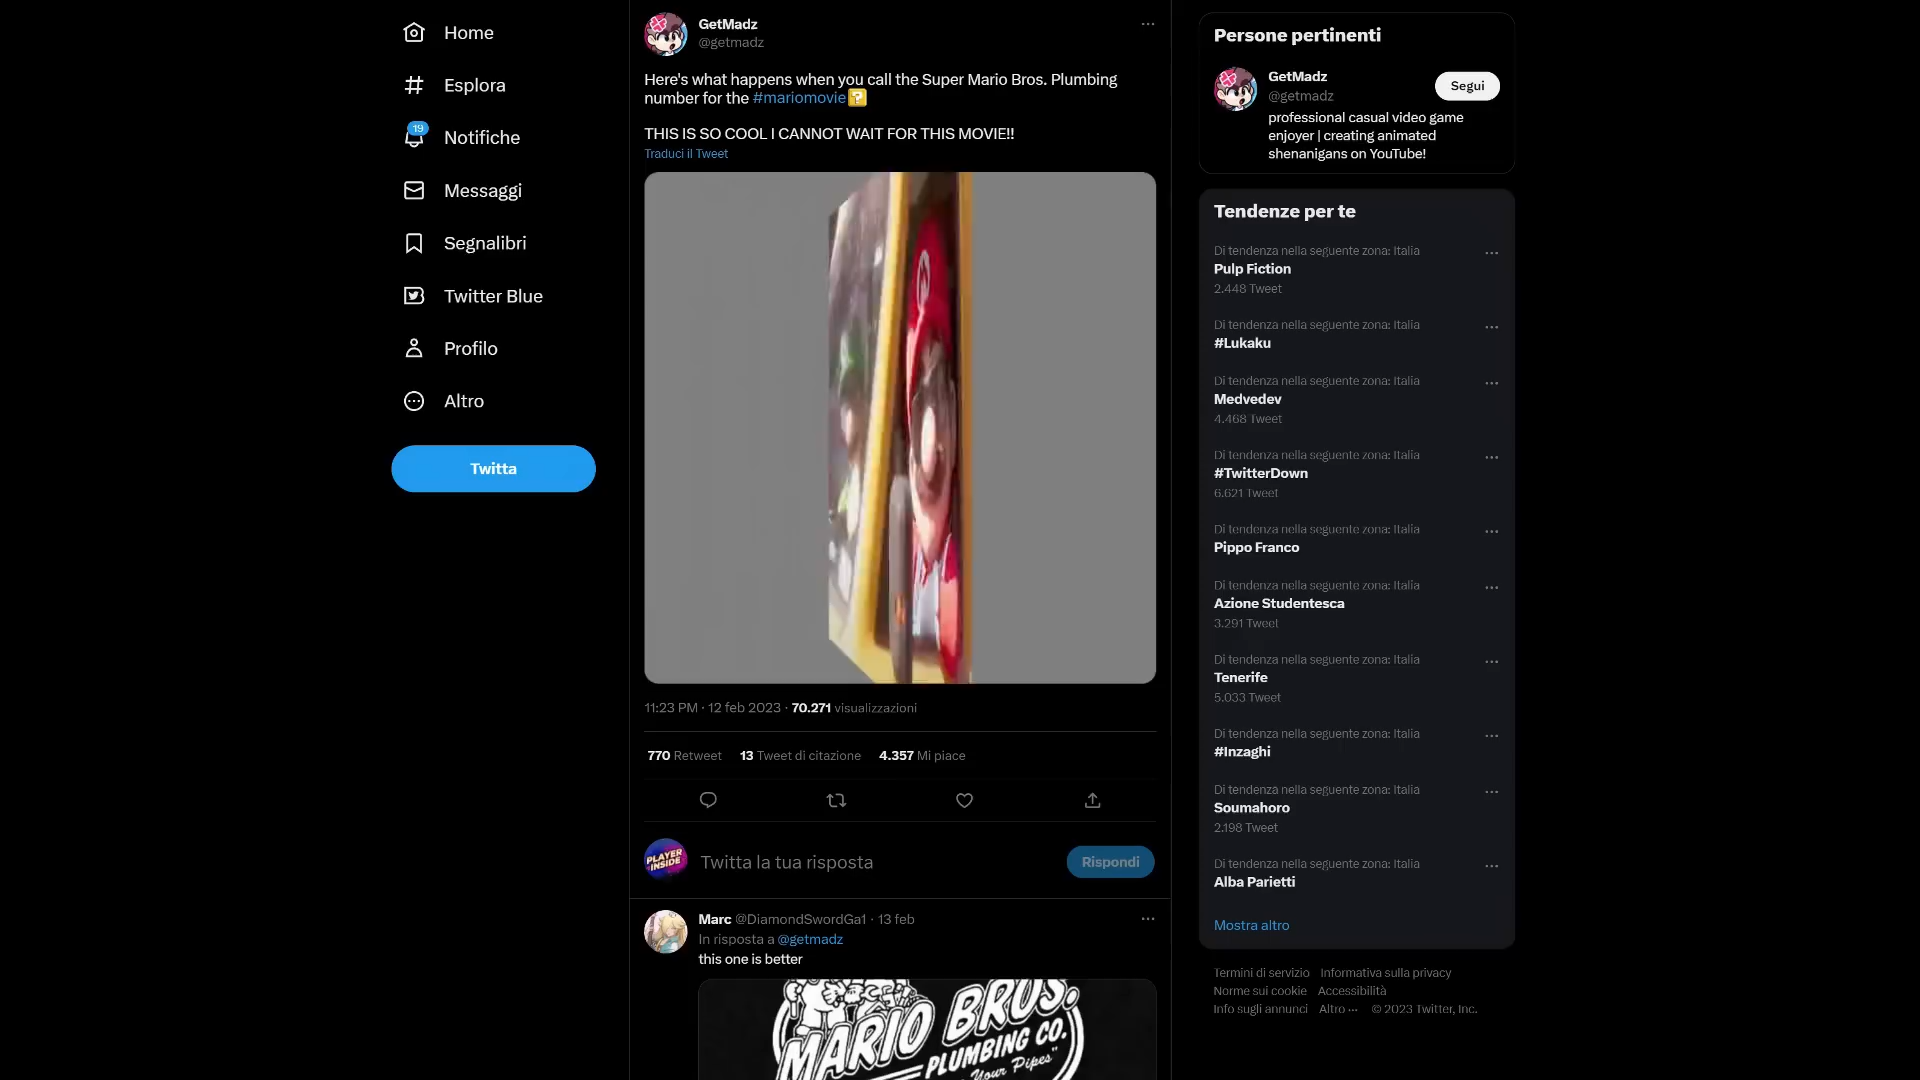 Home
Esplora
19
Notifiche
Messaggi
Segnalibri
Twitter Blue
Profilo
Altro
Twitta
GetMadz
@getmadz
Here's what happens when you call the Super Mario Bros. Plumbing
number for the #mariomovie
THIS IS SO COOL I CANNOT WAIT FOR THIS MOVIE!!
Traduci il Tweet
11:23 PM · 12 feb 2023 · 70.271 visualizzazioni
770 Retweet 13 Tweet di citazione 4.357 Mi piace
PLAYER INSIDE
Twitta la tua risposta
Rispondi
Marc @DiamondSwordGa1 · 13 feb
In risposta a @getmadz
this one is better
MARIO BROS.
PLUMBING CO.
Your Pipes"
Persone pertinenti
GetMadz
@getmadz
Segui
professional casual video game
enjoyer | creating animated
shenanigans on YouTube!
Tendenze per te
Di tendenza nella seguente zona: Italia
Pulp Fiction
2.448 Tweet
Di tendenza nella seguente zona: Italia
#Lukaku
Di tendenza nella seguente zona: Italia
Medvedev
4.468 Tweet
Di tendenza nella seguente zona: Italia
#TwitterDown
6.621 Tweet
Di tendenza nella seguente zona: Italia
Pippo Franco
Di tendenza nella seguente zona: Italia
Azione Studentesca
3.291 Tweet
Di tendenza nella seguente zona: Italia
Tenerife
5.033 Tweet
Di tendenza nella seguente zona: Italia
#Inzaghi
Di tendenza nella seguente zona: Italia
Soumahoro
2.198 Tweet
Di tendenza nella seguente zona: Italia
Alba Parietti
Mostra altro
Termini di servizio Informativa sulla privacy
Norme sui cookie Accessibilità
Info sugli annunci Altro ··· © 2023 Twitter, Inc.